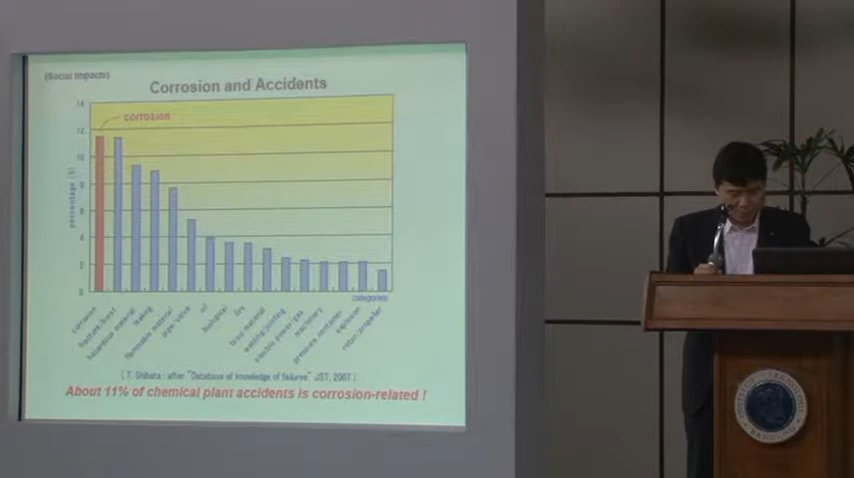 (Social Impacts)
Corrosion and Accidents
14
12
10
8
6
4
2
0
percentage (%)
corrosion
categories
corrosion
fracture/burst
hazardous material
leaking
flammable material
pipe/valve
oil
biological
fire
toxic material
welding/jointing
electric power/gas
machinery
pressure container
explosion
rotor/propeller
( T. Shibata : after "Database of knowledge of failures" JST, 2007 )
About 11% of chemical plant accidents is corrosion-related !
BANDUNG